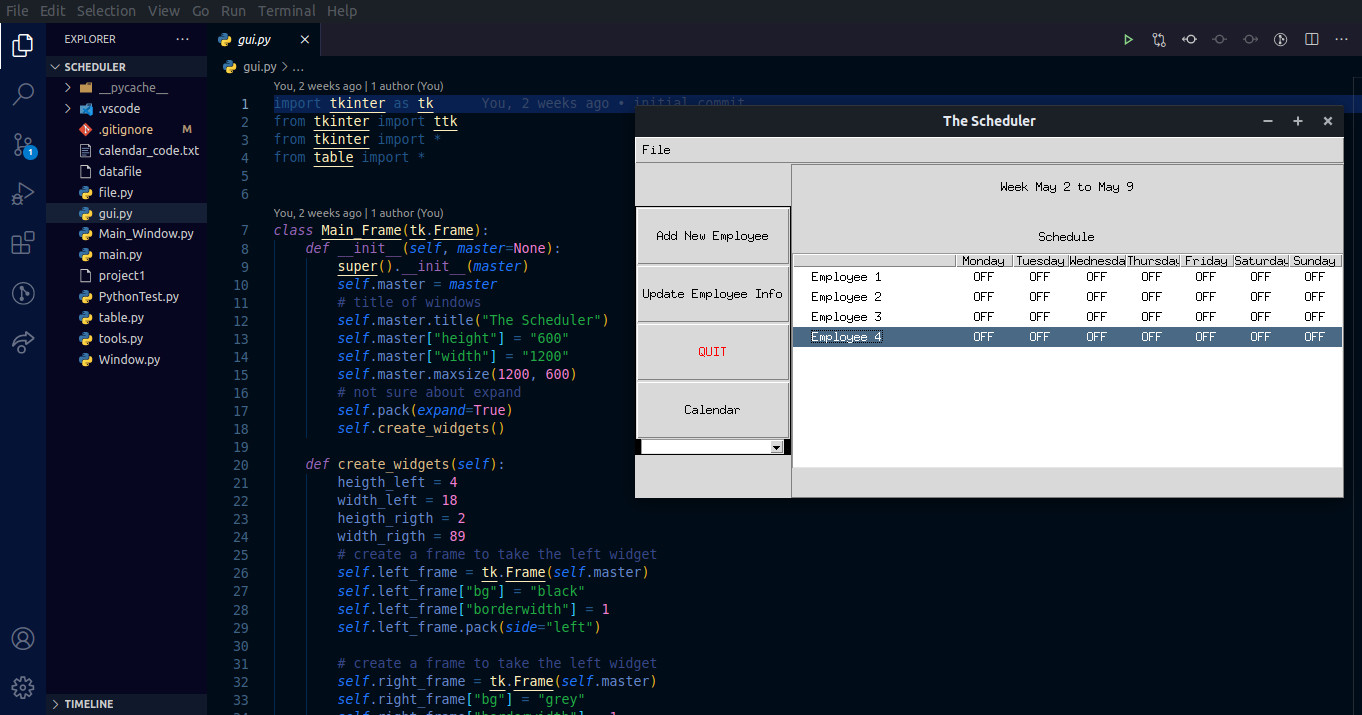 File Edit Selection View Go Run Terminal Help
EXPLORER
SCHEDULER
__pycache__
.vscode
.gitignore M
calendar_code.txt
datafile
file.py
gui.py
Main_Window.py
main.py
project1
PythonTest.py
table.py
tools.py
Window.py
TIMELINE
1
gui.py
gui.py > ...
You, 2 weeks ago | 1 author (You)
1 import tkinter as tk You, 2 weeks ago • initial commit
2 from tkinter import ttk
3 from tkinter import *
4 from table import *
5
6
You, 2 weeks ago | 1 author (You)
7 class Main_Frame(tk.Frame):
8 def __init__(self, master=None):
9 super().__init__(master)
10 self.master = master
11 # title of windows
12 self.master.title("The Scheduler")
13 self.master["height"] = "600"
14 self.master["width"] = "1200"
15 self.master.maxsize(1200, 600)
16 # not sure about expand
17 self.pack(expand=True)
18 self.create_widgets()
19
20 def create_widgets(self):
21 heigth_left = 4
22 width_left = 18
23 heigth_rigth = 2
24 width_rigth = 89
25 # create a frame to take the left widget
26 self.left_frame = tk.Frame(self.master)
27 self.left_frame["bg"] = "black"
28 self.left_frame["borderwidth"] = 1
29 self.left_frame.pack(side="left")
30
31 # create a frame to take the left widget
32 self.right_frame = tk.Frame(self.master)
33 self.right_frame["bg"] = "grey"
The Scheduler
File
Add New Employee
Update Employee Info
QUIT
Calendar
Week May 2 to May 9
Schedule
Monday Tuesday Wednesda Thursday Friday Saturday Sunday
Employee 1 OFF OFF OFF OFF OFF OFF OFF
Employee 2 OFF OFF OFF OFF OFF OFF OFF
Employee 3 OFF OFF OFF OFF OFF OFF OFF
Employee 4 OFF OFF OFF OFF OFF OFF OFF